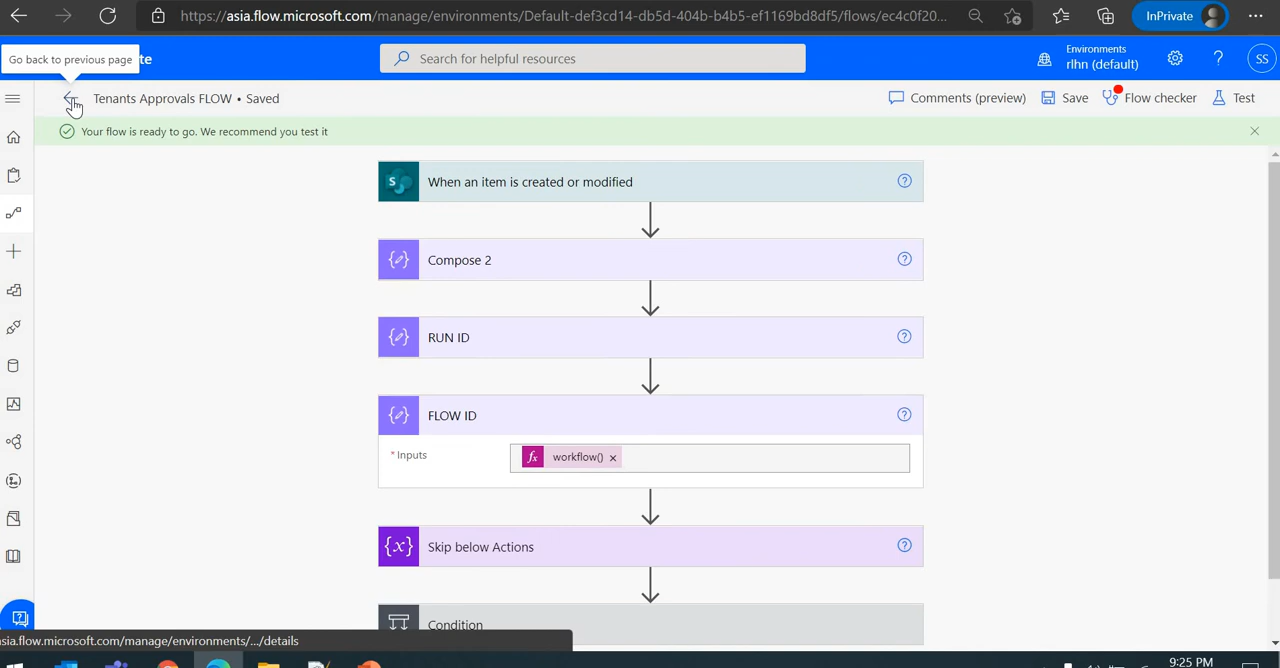 https://asia.flow.microsoft.com/manage/environments/Default-def3cd14-db5d-404b-b4b5-ef1169bd8df5/flows/ec4c0f20...
InPrivate
Go back to previous page
te
Search for helpful resources
Environments
rlhn (default)
?
SS
Tenants Approvals FLOW • Saved
Comments (preview)
Save
Flow checker
Test
Your flow is ready to go. We recommend you test it
When an item is created or modified
Compose 2
RUN ID
FLOW ID
* Inputs
fx workflow() ×
{x} Skip below Actions
Condition
asia.flow.microsoft.com/manage/environments/.../details
9:25 PM